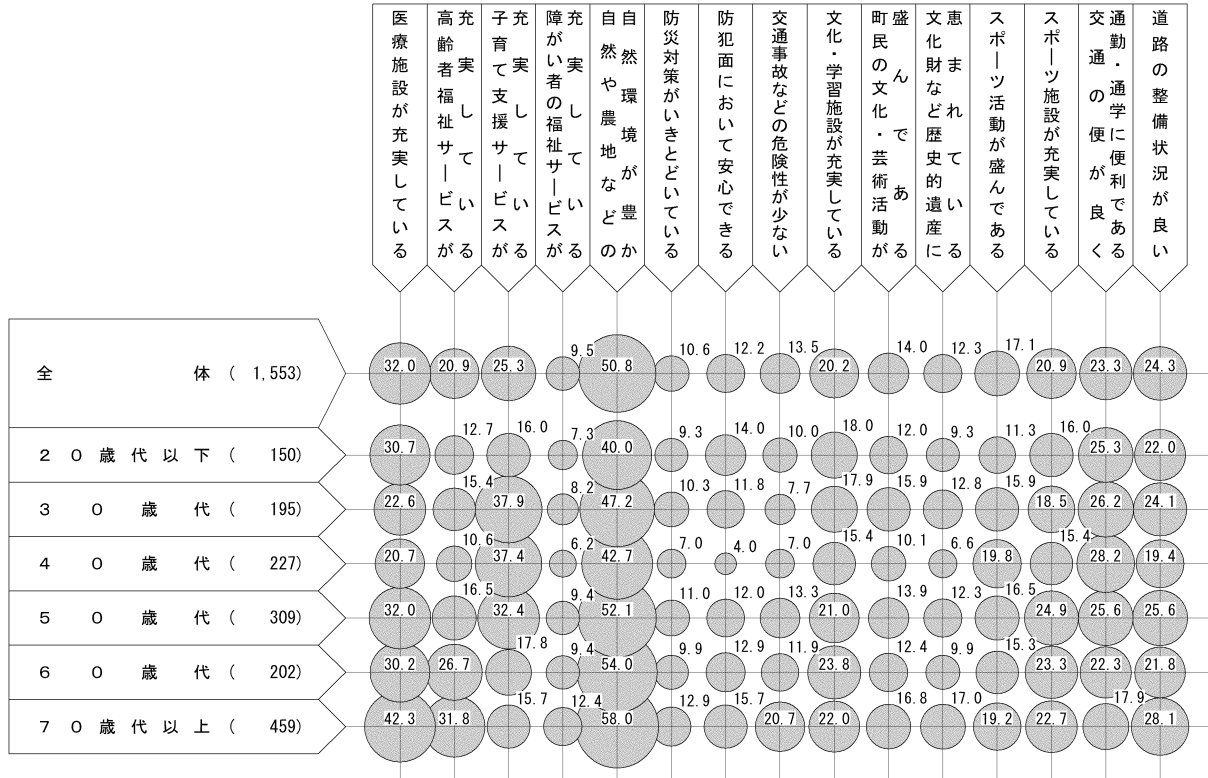 医療施設が充実している
高齢者福祉サービスが
充実している
子育て支援サービスが
充実している
障がい者の福祉サービスが
充実している
自然や農地などの
自然環境が豊か
防災対策がいきとどいている
防犯面において安心できる
交通事故などの危険性が少ない
文化・学習施設が充実している
町民の文化・芸術活動が
盛んである
文化財など歴史的遺産に
恵まれている
スポーツ活動が盛んである
スポーツ施設が充実している
交通の便が良く
通勤・通学に便利である
道路の整備状況が良い
全体( 1,553) 32.0 20.9 25.3 9.5 50.8 10.6 12.2 13.5 20.2 14.0 12.3 17.1 20.9 23.3 24.3
20歳代以下( 150) 30.7 12.7 16.0 7.3 40.0 9.3 14.0 10.0 18.0 12.0 9.3 11.3 16.0 25.3 22.0
30歳代( 195) 22.6 15.4 37.9 8.2 47.2 10.3 11.8 7.7 17.9 15.9 12.8 15.9 18.5 26.2 24.1
40歳代( 227) 20.7 10.6 37.4 6.2 42.7 7.0 4.0 7.0 15.4 10.1 6.6 19.8 15.4 28.2 19.4
50歳代( 309) 32.0 16.5 32.4 9.4 52.1 11.0 12.0 13.3 21.0 13.9 12.3 16.5 24.9 25.6 25.6
60歳代( 202) 30.2 26.7 17.8 9.4 54.0 9.9 12.9 11.9 23.8 12.4 9.9 15.3 23.3 22.3 21.8
70歳代以上( 459) 42.3 31.8 15.7 12.4 58.0 12.9 15.7 20.7 22.0 16.8 17.0 19.2 22.7 17.9 28.1